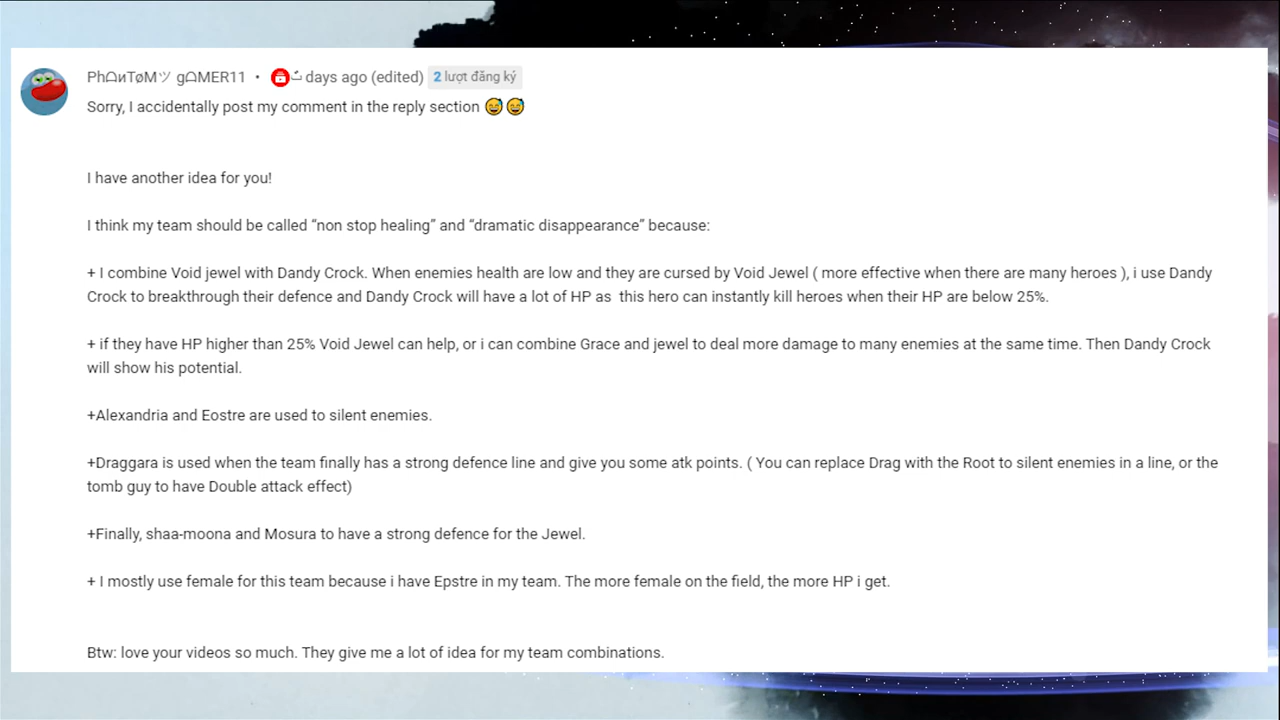 PhᗝиTøMツ gᗝMER11 • days ago (edited) 2 lượt đăng ký
Sorry, I accidentally post my comment in the reply section 😅😅
I have another idea for you!
I think my team should be called “non stop healing” and “dramatic disappearance” because:
+ I combine Void jewel with Dandy Crock. When enemies health are low and they are cursed by Void Jewel ( more effective when there are many heroes ), i use Dandy
Crock to breakthrough their defence and Dandy Crock will have a lot of HP as  this hero can instantly kill heroes when their HP are below 25%.
+ if they have HP higher than 25% Void Jewel can help, or i can combine Grace and jewel to deal more damage to many enemies at the same time. Then Dandy Crock
will show his potential.
+Alexandria and Eostre are used to silent enemies.
+Draggara is used when the team finally has a strong defence line and give you some atk points. ( You can replace Drag with the Root to silent enemies in a line, or the
tomb guy to have Double attack effect)
+Finally, shaa-moona and Mosura to have a strong defence for the Jewel.
+ I mostly use female for this team because i have Epstre in my team. The more female on the field, the more HP i get.
Btw: love your videos so much. They give me a lot of idea for my team combinations.